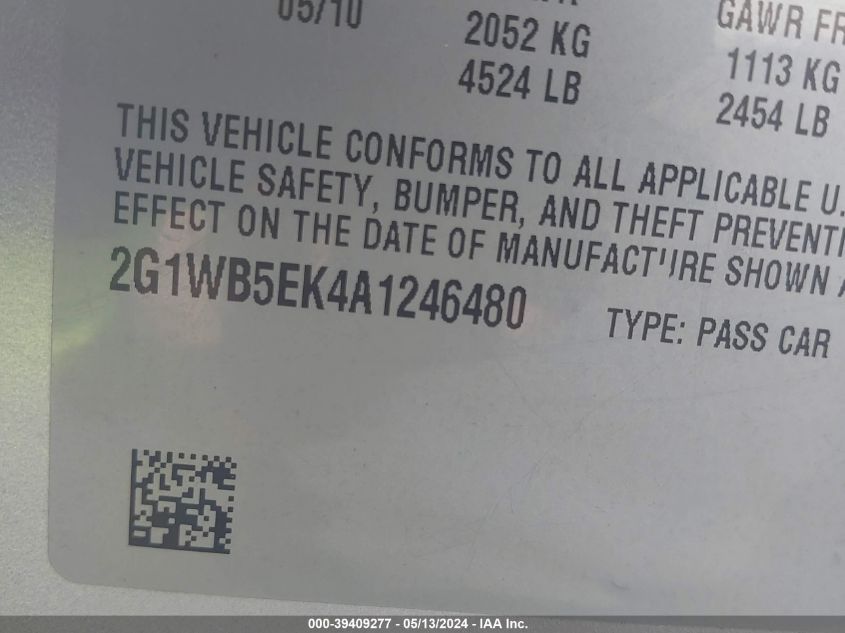 05/10 2052 KG GAWR FR
4524 LB 1113 KG
2454 LB
THIS VEHICLE CONFORMS TO ALL APPLICABLE U.
VEHICLE SAFETY, BUMPER, AND THEFT PREVENTI
EFFECT ON THE DATE OF MANUFACTURE SHOWN A
2G1WB5EK4A1246480 TYPE: PASS CAR
000-39409277 - 05/13/2024 - IAA Inc.